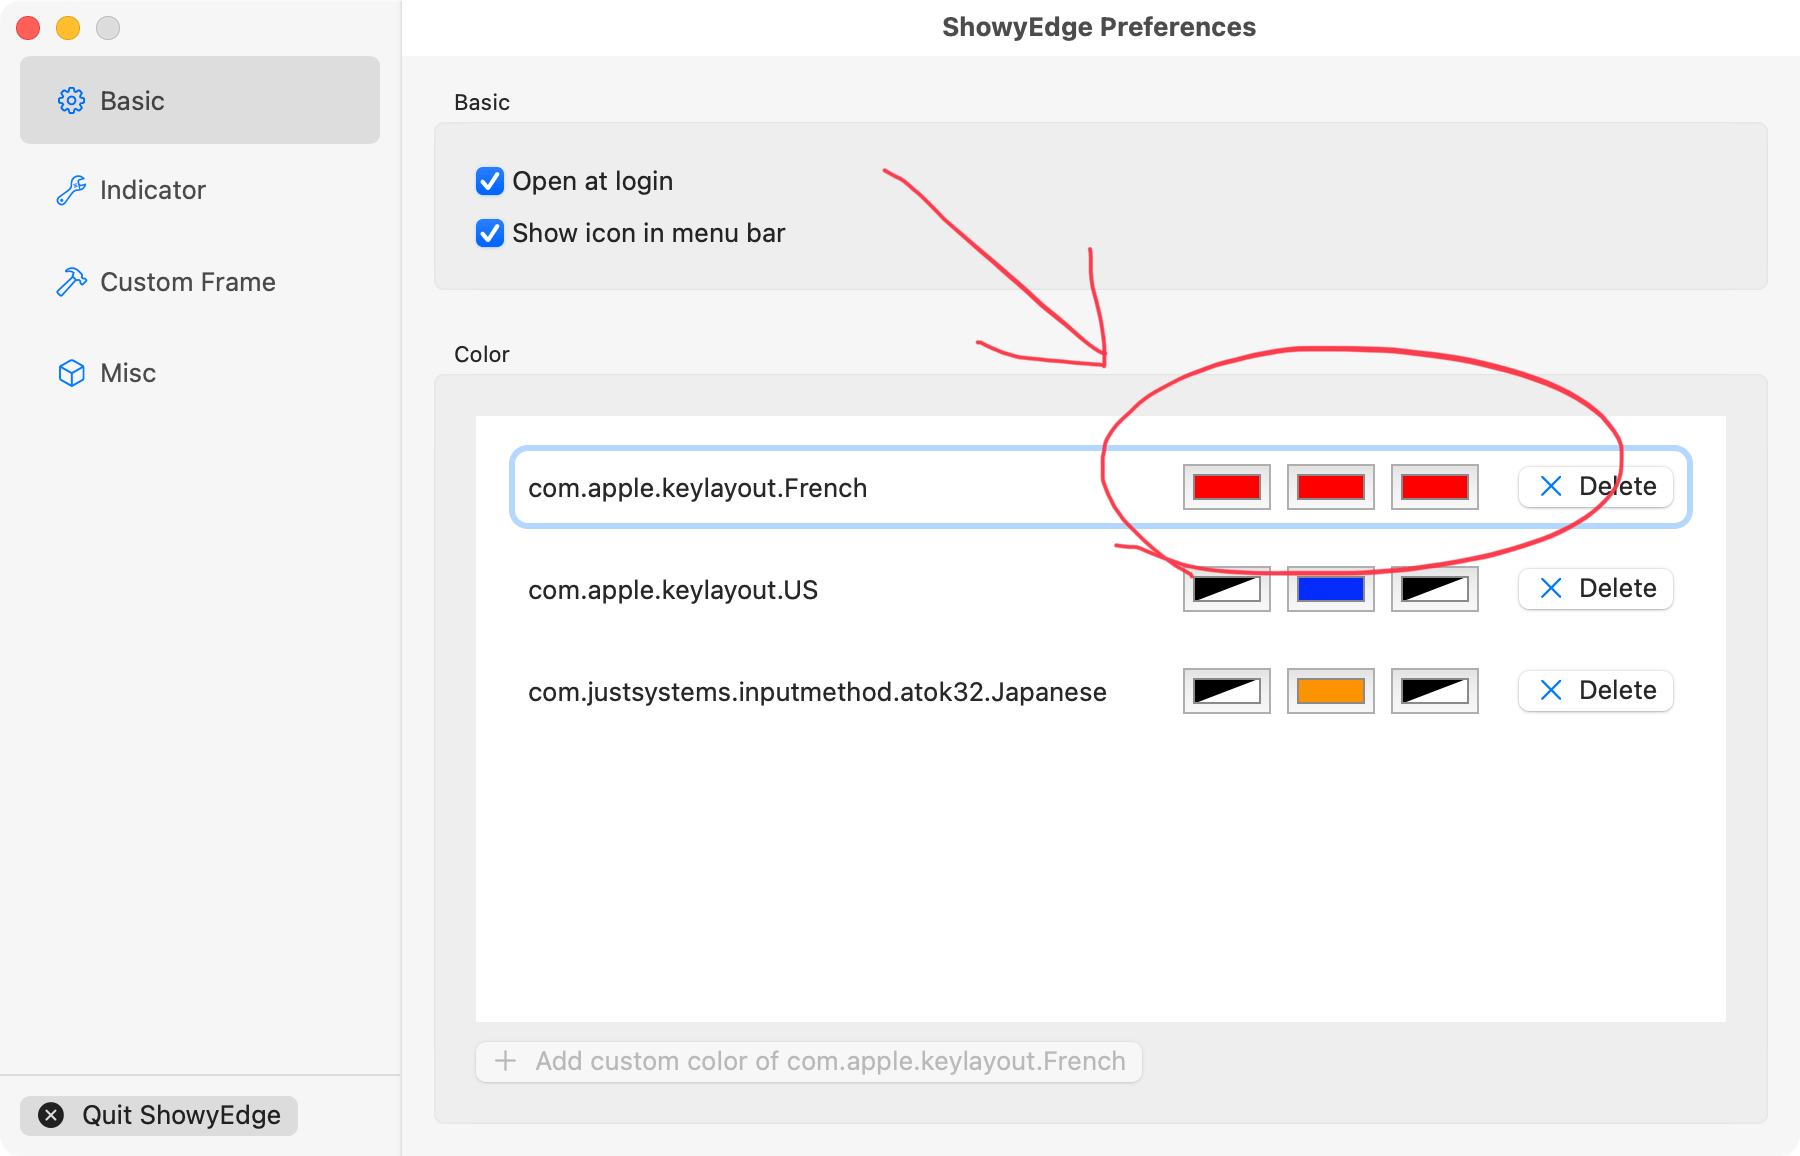 ShowyEdge Preferences
Basic
Indicator
Custom Frame
Misc
Quit ShowyEdge
Basic
Open at login
Show icon in menu bar
Color
com.apple.keylayout.French Delete
com.apple.keylayout.US Delete
com.justsystems.inputmethod.atok32.Japanese Delete
Add custom color of com.apple.keylayout.French